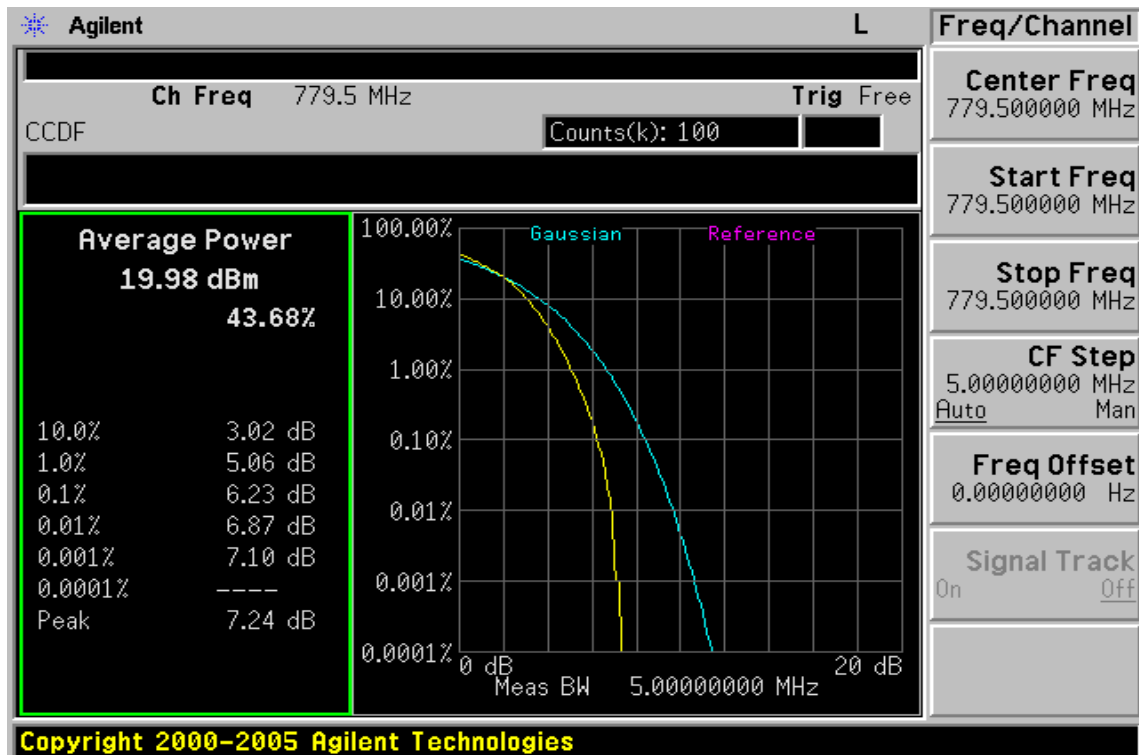 Agilent L
Ch Freq 779.5 MHz Trig Free
CCDF Counts(k): 100
Average Power
19.98 dBm
43.68%
10.0% 3.02 dB
1.0% 5.06 dB
0.1% 6.23 dB
0.01% 6.87 dB
0.001% 7.10 dB
0.0001% ----
Peak 7.24 dB
100.00%
Gaussian Reference
10.00%
1.00%
0.10%
0.01%
0.001%
0.0001%
0 dB 20 dB
Meas BW 5.00000000 MHz
Freq/Channel
Center Freq
779.500000 MHz
Start Freq
779.500000 MHz
Stop Freq
779.500000 MHz
CF Step
5.00000000 MHz
Auto Man
Freq Offset
0.00000000 Hz
Signal Track
On Off
Copyright 2000-2005 Agilent Technologies